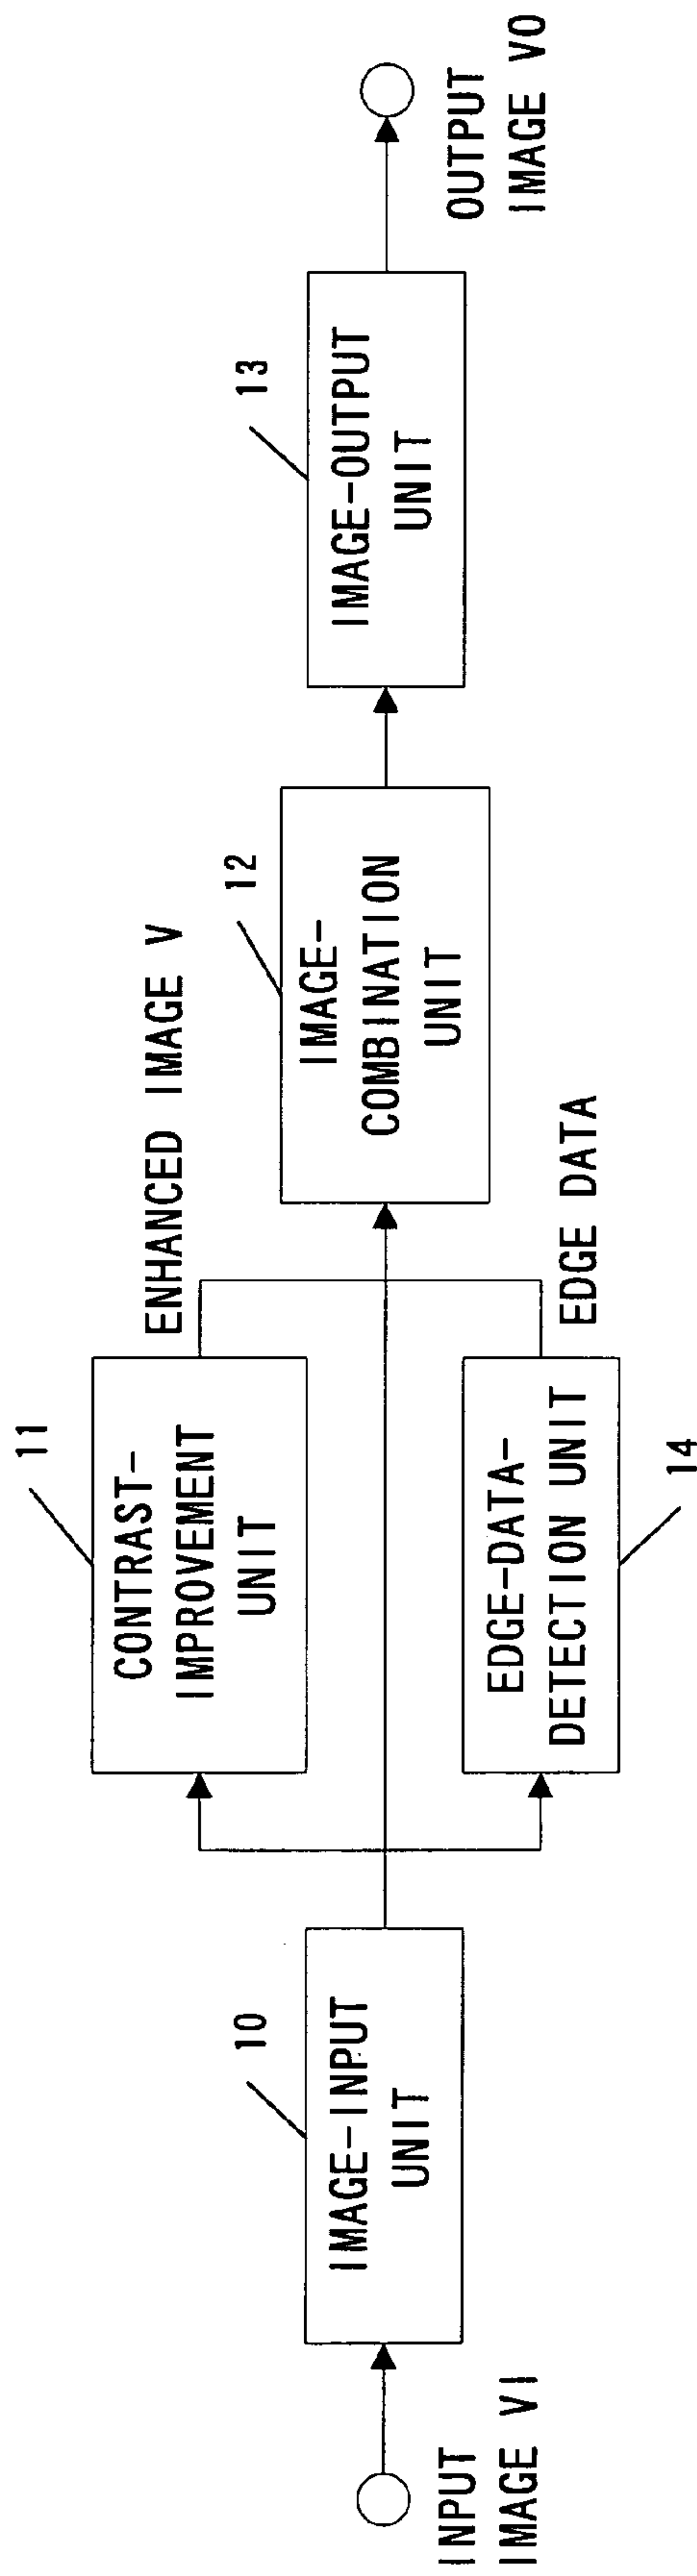 INPUT
IMAGE VI
10
IMAGE-INPUT
UNIT
11
CONTRAST-
IMPROVEMENT
UNIT
ENHANCED IMAGE V
EDGE-DATA-
DETECTION UNIT
14
EDGE DATA
12
IMAGE-
COMBINATION
UNIT
13
IMAGE-OUTPUT
UNIT
OUTPUT
IMAGE VO